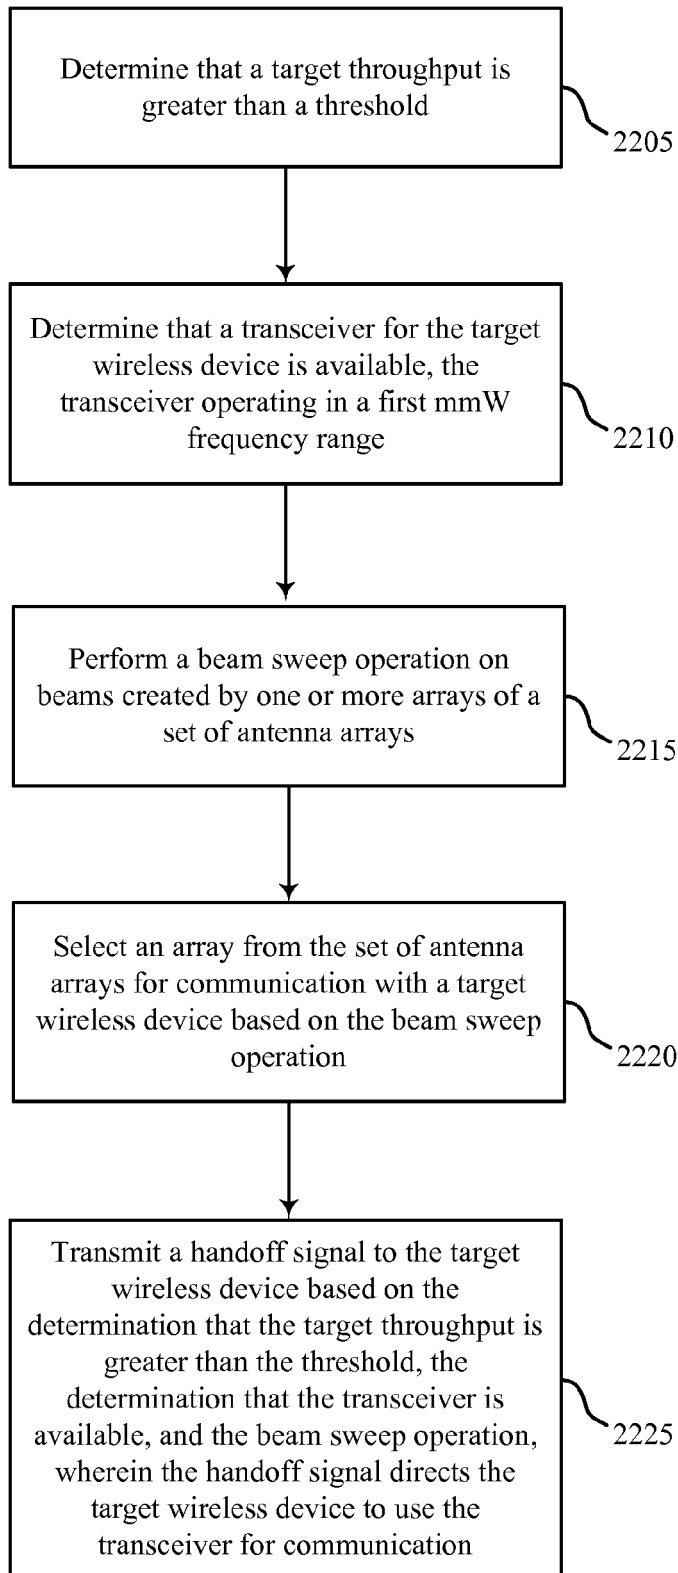 Determine that a target throughput is
greater than a threshold
2205
Determine that a transceiver for the target
wireless device is available, the
transceiver operating in a first mmW
frequency range
2210
Perform a beam sweep operation on
beams created by one or more arrays of a
set of antenna arrays
2215
Select an array from the set of antenna
arrays for communication with a target
wireless device based on the beam sweep
operation
2220
Transmit a handoff signal to the target
wireless device based on the
determination that the target throughput is
greater than the threshold, the
determination that the transceiver is
available, and the beam sweep operation,
wherein the handoff signal directs the
target wireless device to use the
transceiver for communication
2225